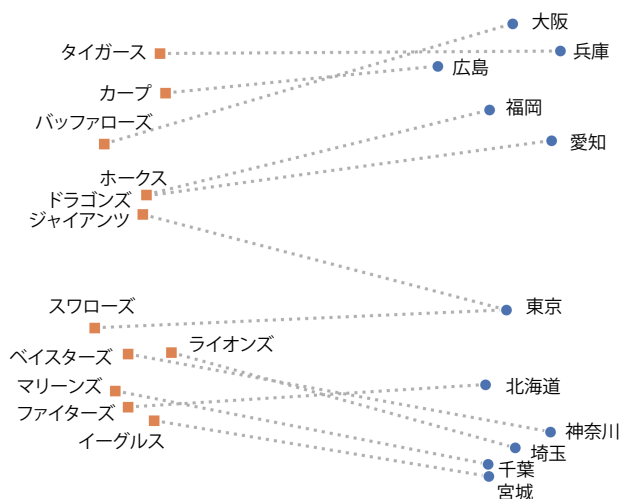 タイガース
カープ
バッファローズ
ホークス
ドラゴンズ
ジャイアンツ
スワローズ
ベイスターズ
ライオンズ
マリーンズ
ファイターズ
イーグルス
大阪
兵庫
広島
福岡
愛知
東京
北海道
神奈川
埼玉
千葉
宮城